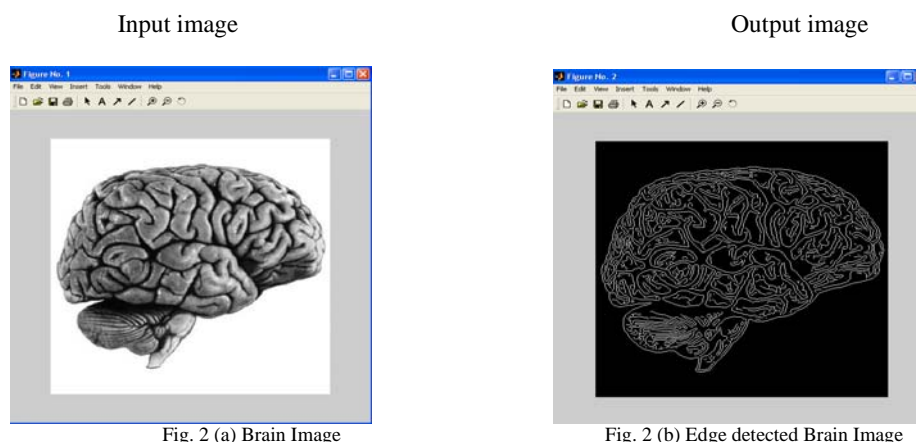 Input image
Output image
Figure No. 1
File Edit View Insert Tools Window Help
A
Figure No. 2
File Edit View Insert Tools Window Help
A
Fig. 2 (a) Brain Image
Fig. 2 (b) Edge detected Brain Image